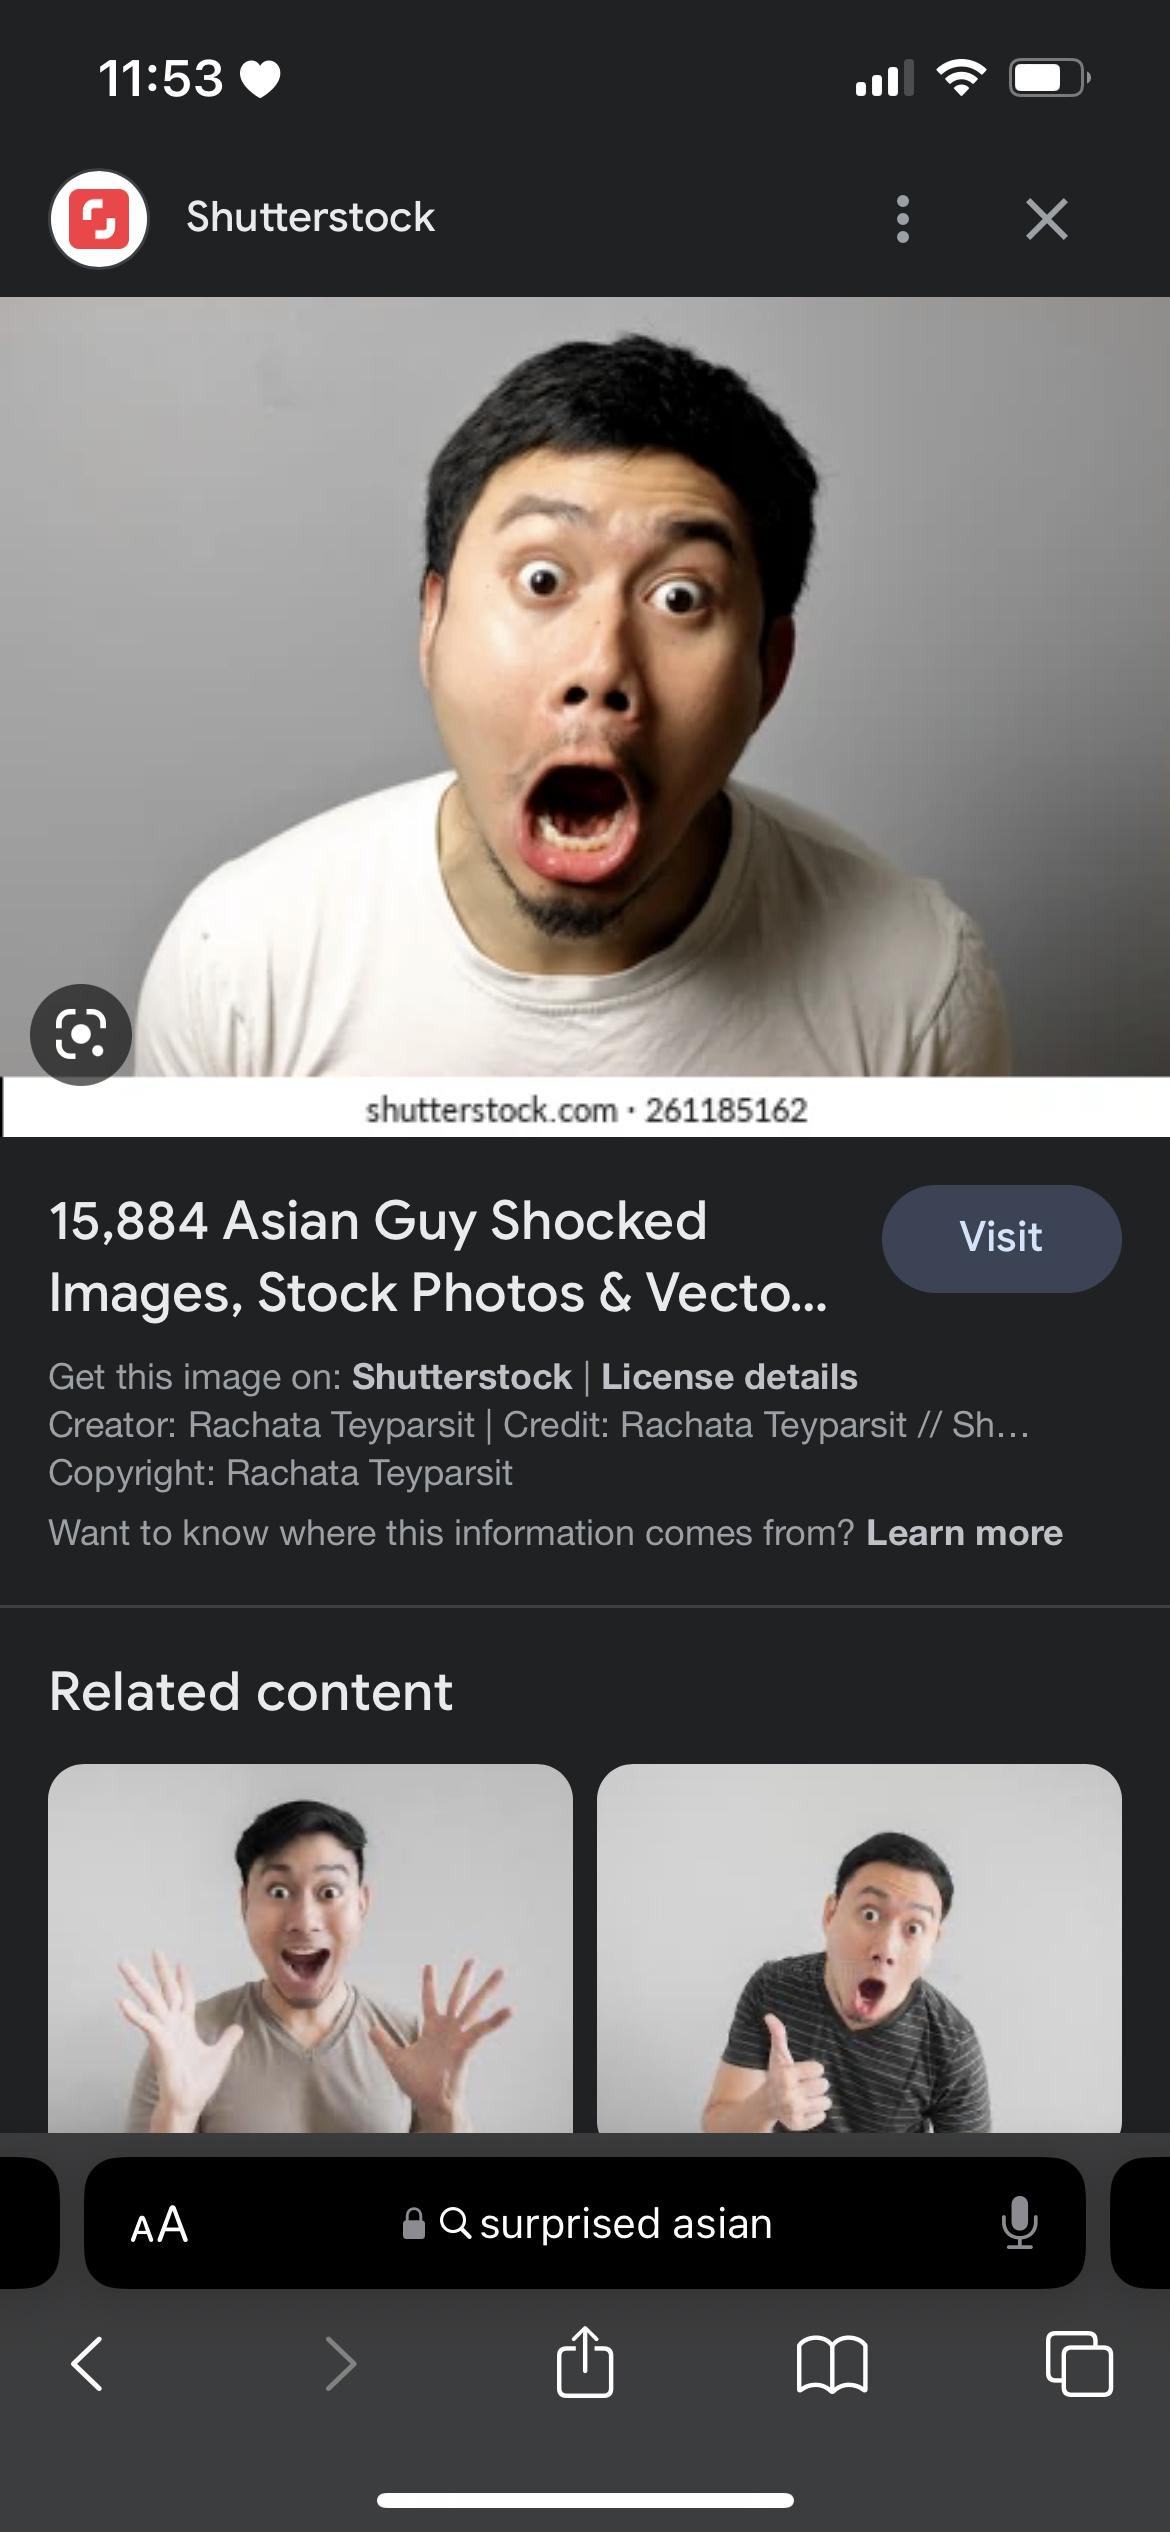 11:53
Shutterstock
shutterstock.com · 261185162
15,884 Asian Guy Shocked
Images, Stock Photos & Vecto...
Visit
Get this image on: Shutterstock | License details
Creator: Rachata Teyparsit | Credit: Rachata Teyparsit // Sh...
Copyright: Rachata Teyparsit
Want to know where this information comes from? Learn more
Related content
AA surprised asian